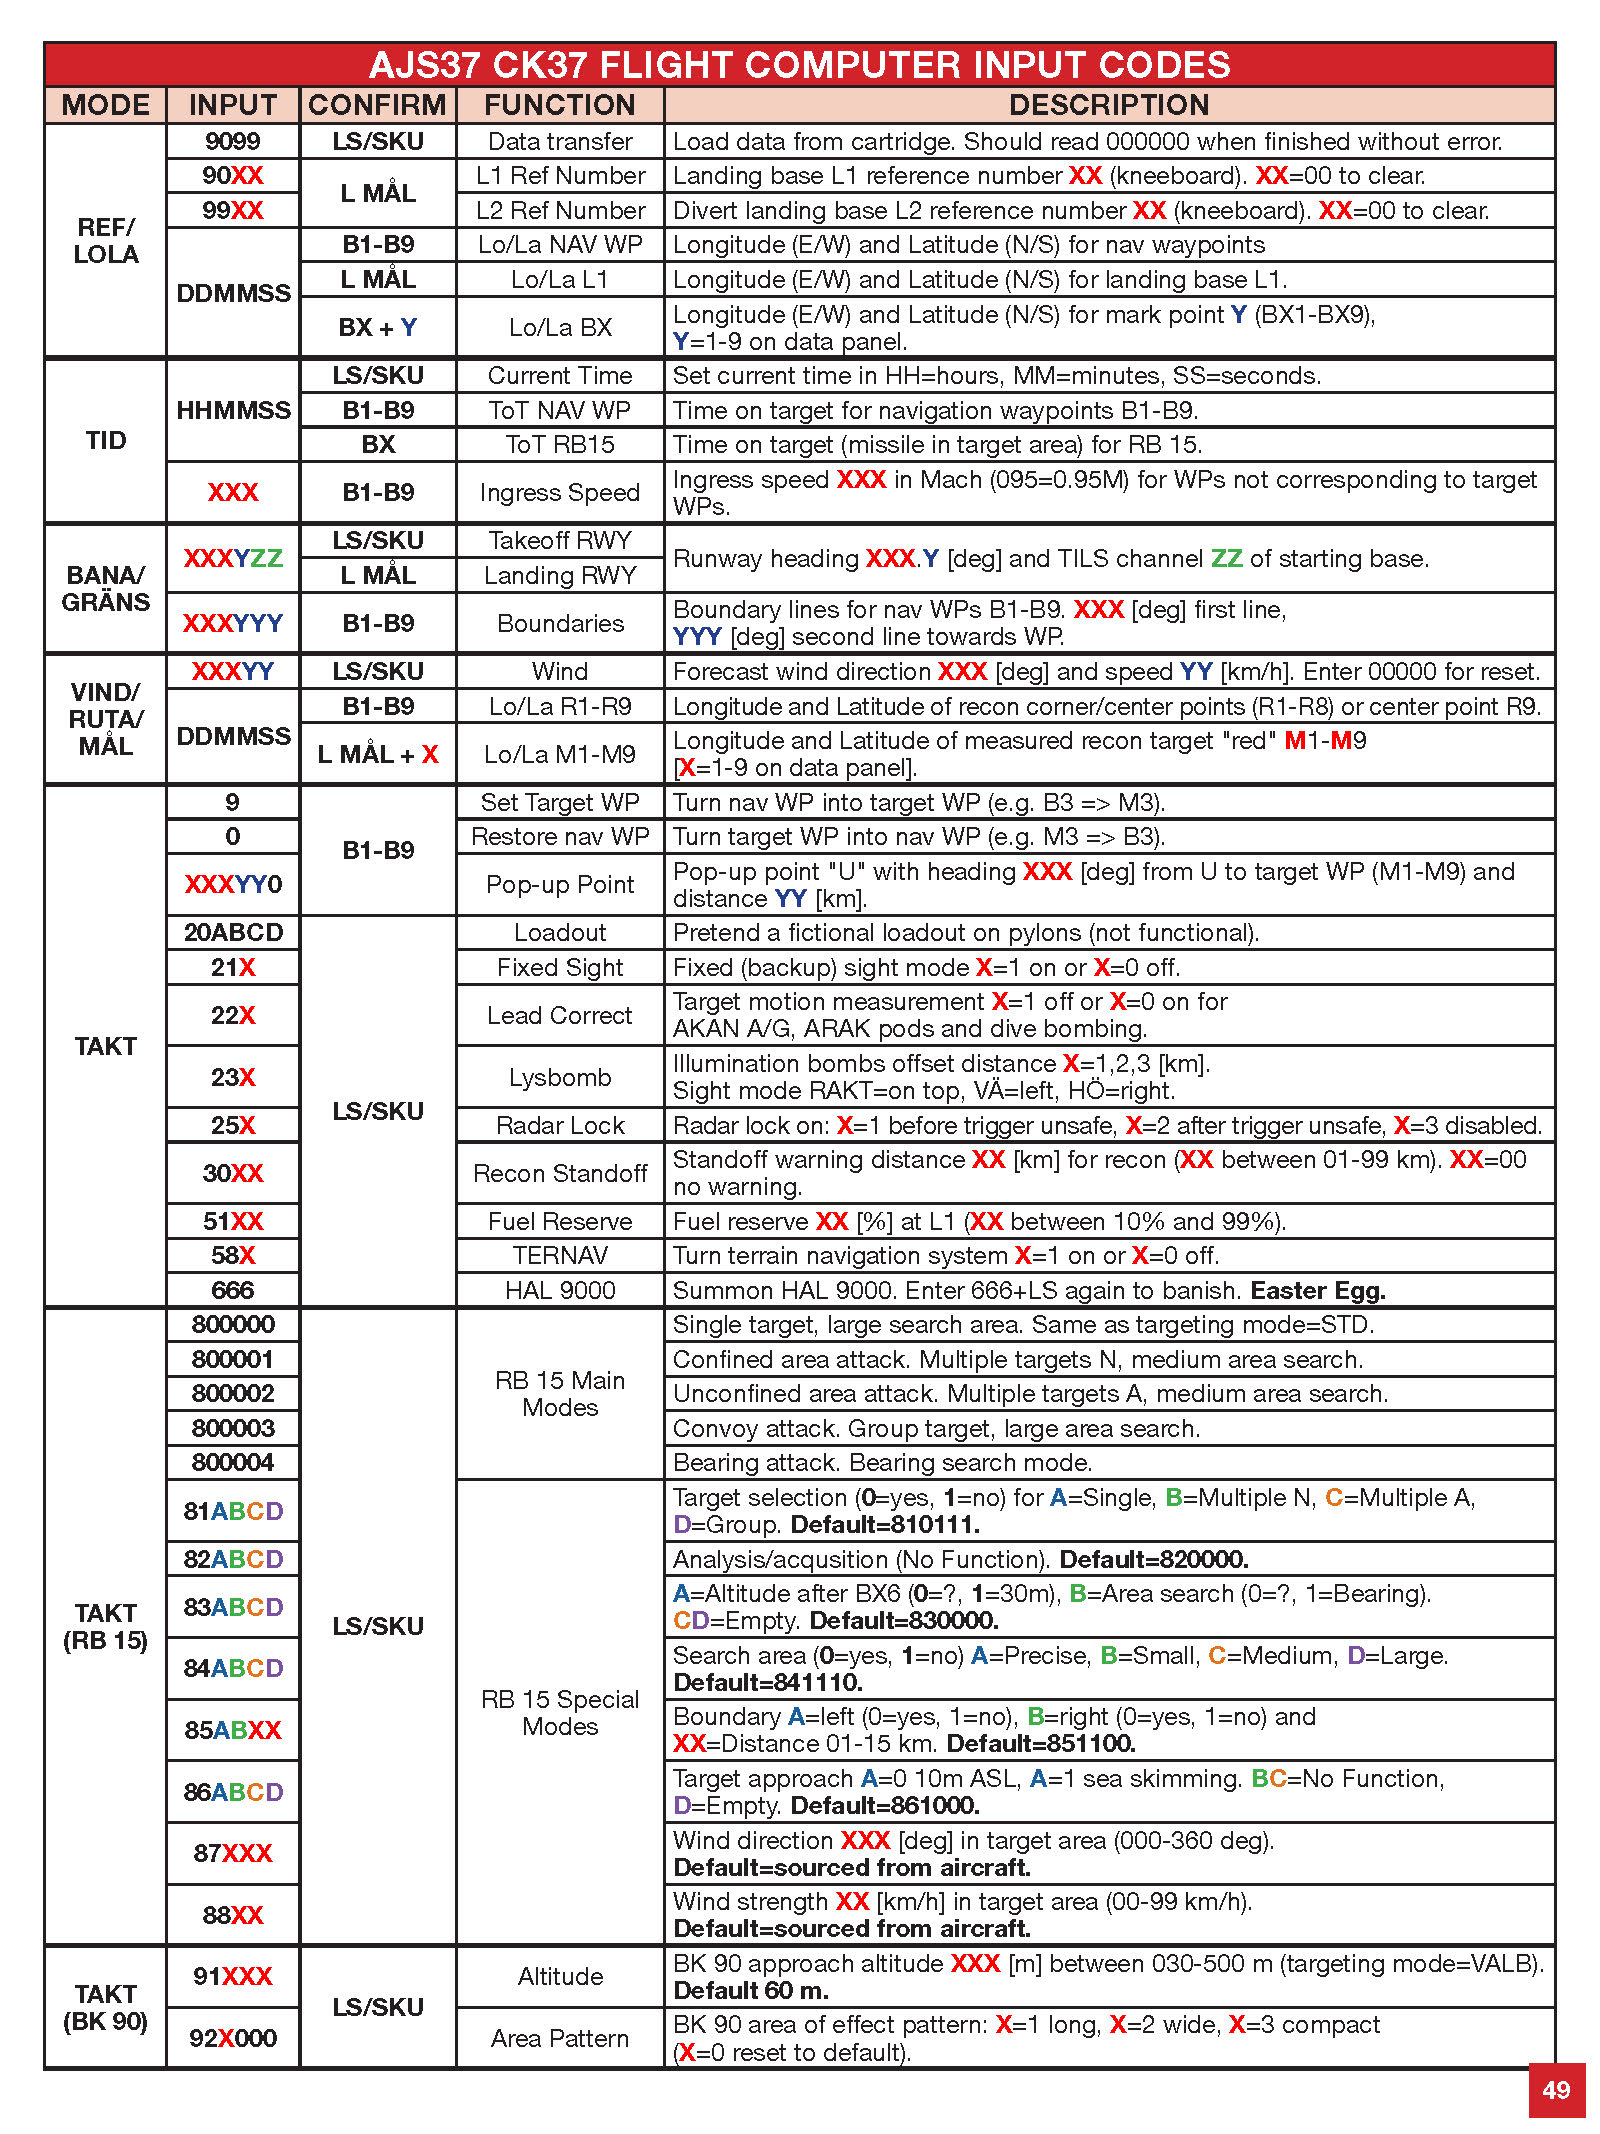 AJS37 CK37 FLIGHT COMPUTER INPUT CODES
MODE INPUT CONFIRM FUNCTION DESCRIPTION
REF/
LOLA
9099 LS/SKU Data transfer Load data from cartridge. Should read 000000 when finished without error.
90XX L MÅL L1 Ref Number Landing base L1 reference number XX (kneeboard). XX=00 to clear.
99XX L2 Ref Number Divert landing base L2 reference number XX (kneeboard). XX=00 to clear.
DDMMSS B1-B9 Lo/La NAV WP Longitude (E/W) and Latitude (N/S) for nav waypoints
L MÅL Lo/La L1 Longitude (E/W) and Latitude (N/S) for landing base L1.
BX + Y Lo/La BX Longitude (E/W) and Latitude (N/S) for mark point Y (BX1-BX9),
Y=1-9 on data panel.
TID
HHMMSS LS/SKU Current Time Set current time in HH=hours, MM=minutes, SS=seconds.
B1-B9 ToT NAV WP Time on target for navigation waypoints B1-B9.
BX ToT RB15 Time on target (missile in target area) for RB 15.
XXX B1-B9 Ingress Speed Ingress speed XXX in Mach (095=0.95M) for WPs not corresponding to target
WPs.
BANA/
GRÄNS
XXXYZZ LS/SKU Takeoff RWY Runway heading XXX.Y [deg] and TILS channel ZZ of starting base.
L MÅL Landing RWY
XXXYYY B1-B9 Boundaries Boundary lines for nav WPs B1-B9. XXX [deg] first line,
YYY [deg] second line towards WP.
VIND/
RUTA/
MÅL
XXXYY LS/SKU Wind Forecast wind direction XXX [deg] and speed YY [km/h]. Enter 00000 for reset.
DDMMSS B1-B9 Lo/La R1-R9 Longitude and Latitude of recon corner/center points (R1-R8) or center point R9.
L MÅL + X Lo/La M1-M9 Longitude and Latitude of measured recon target "red" M1-M9
[X=1-9 on data panel].
TAKT
9 B1-B9 Set Target WP Turn nav WP into target WP (e.g. B3 => M3).
0 Restore nav WP Turn target WP into nav WP (e.g. M3 => B3).
XXXYY0 Pop-up Point Pop-up point "U" with heading XXX [deg] from U to target WP (M1-M9) and
distance YY [km].
20ABCD LS/SKU Loadout Pretend a fictional loadout on pylons (not functional).
21X Fixed Sight Fixed (backup) sight mode X=1 on or X=0 off.
22X Lead Correct Target motion measurement X=1 off or X=0 on for
AKAN A/G, ARAK pods and dive bombing.
23X Lysbomb Illumination bombs offset distance X=1,2,3 [km].
Sight mode RAKT=on top, VÄ=left, HÖ=right.
25X Radar Lock Radar lock on: X=1 before trigger unsafe, X=2 after trigger unsafe, X=3 disabled.
30XX Recon Standoff Standoff warning distance XX [km] for recon (XX between 01-99 km). XX=00
no warning.
51XX Fuel Reserve Fuel reserve XX [%] at L1 (XX between 10% and 99%).
58X TERNAV Turn terrain navigation system X=1 on or X=0 off.
666 HAL 9000 Summon HAL 9000. Enter 666+LS again to banish. Easter Egg.
TAKT
(RB 15)
800000 LS/SKU RB 15 Main
Modes
Single target, large search area. Same as targeting mode=STD.
800001 Confined area attack. Multiple targets N, medium area search.
800002 Unconfined area attack. Multiple targets A, medium area search.
800003 Convoy attack. Group target, large area search.
800004 Bearing attack. Bearing search mode.
81ABCD RB 15 Special
Modes
Target selection (0=yes, 1=no) for A=Single, B=Multiple N, C=Multiple A,
D=Group. Default=810111.
82ABCD Analysis/acqusition (No Function). Default=820000.
83ABCD A=Altitude after BX6 (0=?, 1=30m), B=Area search (0=?, 1=Bearing).
CD=Empty. Default=830000.
84ABCD Search area (0=yes, 1=no) A=Precise, B=Small, C=Medium, D=Large.
Default=841110.
85ABXX Boundary A=left (0=yes, 1=no), B=right (0=yes, 1=no) and
XX=Distance 01-15 km. Default=851100.
86ABCD Target approach A=0 10m ASL, A=1 sea skimming. BC=No Function,
D=Empty. Default=861000.
87XXX Wind direction XXX [deg] in target area (000-360 deg).
Default=sourced from aircraft.
88XX Wind strength XX [km/h] in target area (00-99 km/h).
Default=sourced from aircraft.
TAKT
(BK 90)
91XXX LS/SKU Altitude BK 90 approach altitude XXX [m] between 030-500 m (targeting mode=VALB).
Default 60 m.
92X000 Area Pattern BK 90 area of effect pattern: X=1 long, X=2 wide, X=3 compact
(X=0 reset to default).
49